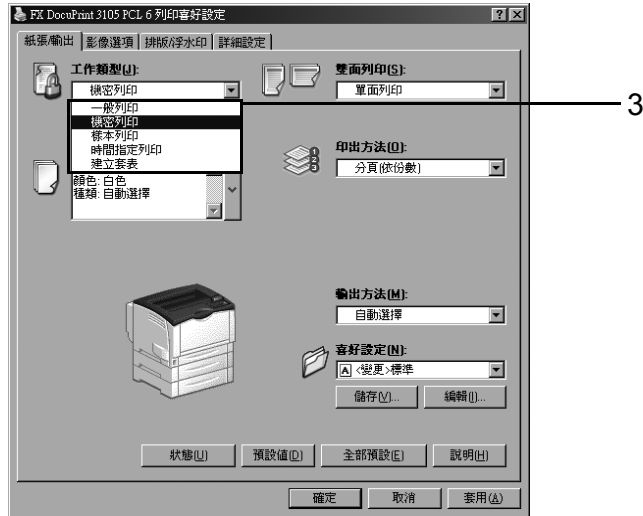 FX DocuPrint 3105 PCL 6 列印喜好設定
紙張/輸出 影像選項 排版/浮水印 詳細設定
工作類型(J):
機密列印
一般列印
機密列印
樣本列印
時間指定列印
建立套表
顏色: 白色
種類: 自動選擇
雙面列印(S):
單面列印
3
印出方法(O):
分頁(依份數)
1
2
3
輸出方法(M):
自動選擇
喜好設定(N):
A <變更>標準
儲存(V)... 編輯(I)...
狀態(U) 預設值(D) 全部預設(E) 說明(H)
確定 取消 套用(A)